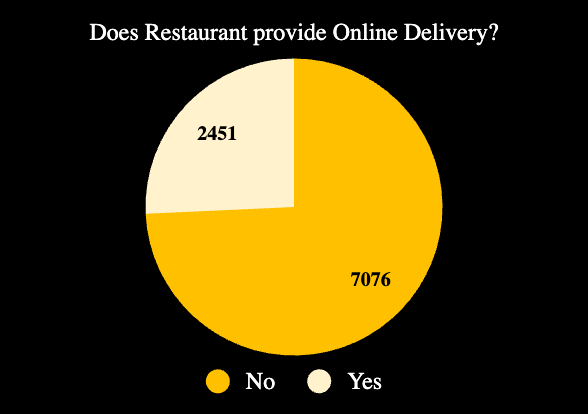 Does Restaurant provide Online Delivery?
2451
7076
No Yes